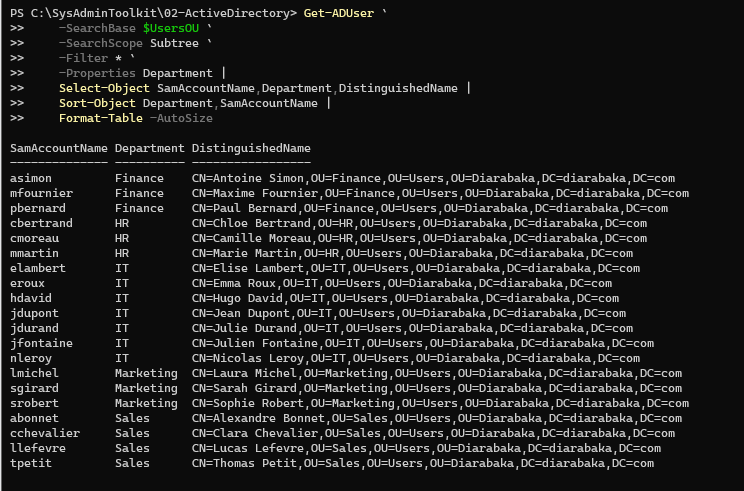 PS C:\SysAdminToolkit\02-ActiveDirectory> Get-ADUser `
>>     -SearchBase $UsersOU `
>>     -SearchScope Subtree `
>>     -Filter * `
>>     -Properties Department |
>>     Select-Object SamAccountName,Department,DistinguishedName |
>>     Sort-Object Department,SamAccountName |
>>     Format-Table -AutoSize

SamAccountName Department DistinguishedName
-------------- ---------- -----------------
asimon         Finance    CN=Antoine Simon,OU=Finance,OU=Users,OU=Diarabaka,DC=diarabaka,DC=com
mfournier      Finance    CN=Maxime Fournier,OU=Finance,OU=Users,OU=Diarabaka,DC=diarabaka,DC=com
pbernard       Finance    CN=Paul Bernard,OU=Finance,OU=Users,OU=Diarabaka,DC=diarabaka,DC=com
cbertrand      HR         CN=Chloe Bertrand,OU=HR,OU=Users,OU=Diarabaka,DC=diarabaka,DC=com
cmoreau        HR         CN=Camille Moreau,OU=HR,OU=Users,OU=Diarabaka,DC=diarabaka,DC=com
mmartin        HR         CN=Marie Martin,OU=HR,OU=Users,OU=Diarabaka,DC=diarabaka,DC=com
elambert       IT         CN=Elise Lambert,OU=IT,OU=Users,OU=Diarabaka,DC=diarabaka,DC=com
eroux          IT         CN=Emma Roux,OU=IT,OU=Users,OU=Diarabaka,DC=diarabaka,DC=com
hdavid         IT         CN=Hugo David,OU=IT,OU=Users,OU=Diarabaka,DC=diarabaka,DC=com
jdupont        IT         CN=Jean Dupont,OU=IT,OU=Users,OU=Diarabaka,DC=diarabaka,DC=com
jdurand        IT         CN=Julie Durand,OU=IT,OU=Users,OU=Diarabaka,DC=diarabaka,DC=com
jfontaine      IT         CN=Julien Fontaine,OU=IT,OU=Users,OU=Diarabaka,DC=diarabaka,DC=com
nleroy         IT         CN=Nicolas Leroy,OU=IT,OU=Users,OU=Diarabaka,DC=diarabaka,DC=com
lmichel        Marketing  CN=Laura Michel,OU=Marketing,OU=Users,OU=Diarabaka,DC=diarabaka,DC=com
sgirard        Marketing  CN=Sarah Girard,OU=Marketing,OU=Users,OU=Diarabaka,DC=diarabaka,DC=com
srobert        Marketing  CN=Sophie Robert,OU=Marketing,OU=Users,OU=Diarabaka,DC=diarabaka,DC=com
abonnet        Sales      CN=Alexandre Bonnet,OU=Sales,OU=Users,OU=Diarabaka,DC=diarabaka,DC=com
cchevalier     Sales      CN=Clara Chevalier,OU=Sales,OU=Users,OU=Diarabaka,DC=diarabaka,DC=com
llefevre       Sales      CN=Lucas Lefevre,OU=Sales,OU=Users,OU=Diarabaka,DC=diarabaka,DC=com
tpetit         Sales      CN=Thomas Petit,OU=Sales,OU=Users,OU=Diarabaka,DC=diarabaka,DC=com